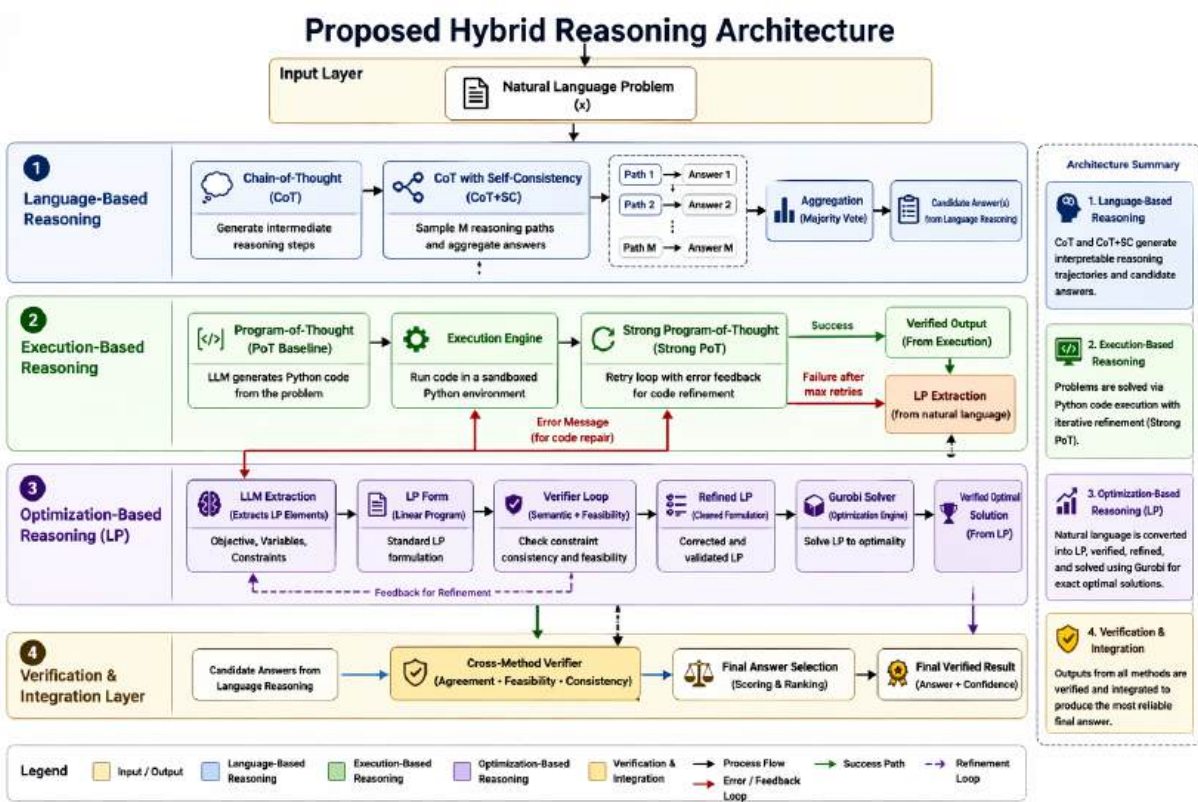 Proposed Hybrid Reasoning Architecture
Input Layer
Natural Language Problem
(x)
1
Language-Based
Reasoning
Chain-of-Thought
(CoT)
Generate intermediate
reasoning steps
CoT with Self-Consistency
(CoT+SC)
Sample M reasoning paths
and aggregate answers
Path 1
Answer 1
Path 2
Answer 2
Path M
Answer M
Aggregation
(Majority Vote)
Candidate Answer(s)
from Language Reasoning)
2
Execution-Based
Reasoning
[</>]
Program-of-Thought
(PoT Baseline)
LLM generates Python code
from the problem
Execution Engine
Run code in a sandboxed
Python environment
Strong Program-of-Thought
(Strong PoT)
Retry loop with error feedback
for code refinement
Success
Failure after
max retries
Verified Output
(From Execution)
LP Extraction
(from natural language)
Error Message
(for code repair)
3
Optimization-Based
Reasoning (LP)
LLM Extraction
(Extracts LP Elements)
Objective, Variables,
Constraints
LP Form
(Linear Program)
Standard LP
formulation
Verifier Loop
(Semantic + Feasibility)
Check constraint
consistency and feasibility
Refined LP
(Cleaned Formulation)
Corrected and
validated LP
Gurobi Solver
(Optimization Engine)
Solve LP to optimality
Verified Optimal
Solution
(From LP)
Feedback for Refinement
4
Verification &
Integration Layer
Candidate Answers from
Language Reasoning
Cross-Method Verifier
(Agreement • Feasibility • Consistency)
Final Answer Selection
(Scoring & Ranking)
Final Verified Result
(Answer + Confidence)
Architecture Summary
1. Language-Based
Reasoning
CoT and CoT+SC generate
interpretable reasoning
trajectories and candidate
answers.
</>
2. Execution-Based
Reasoning
Problems are solved via
Python code execution with
iterative refinement (Strong
PoT).
3. Optimization-Based
Reasoning (LP)
Natural language is converted
into LP, verified, refined,
and solved using Gurobi for
exact optimal solutions.
4. Verification &
Integration
Outputs from all methods are
verified and integrated to
produce the most reliable
final answer.
Legend
Input / Output
Language-Based
Reasoning
Execution-Based
Reasoning
Optimization-Based
Reasoning
Verification &
Integration
Process Flow
Error / Feedback
Loop
Success Path
Refinement
Loop